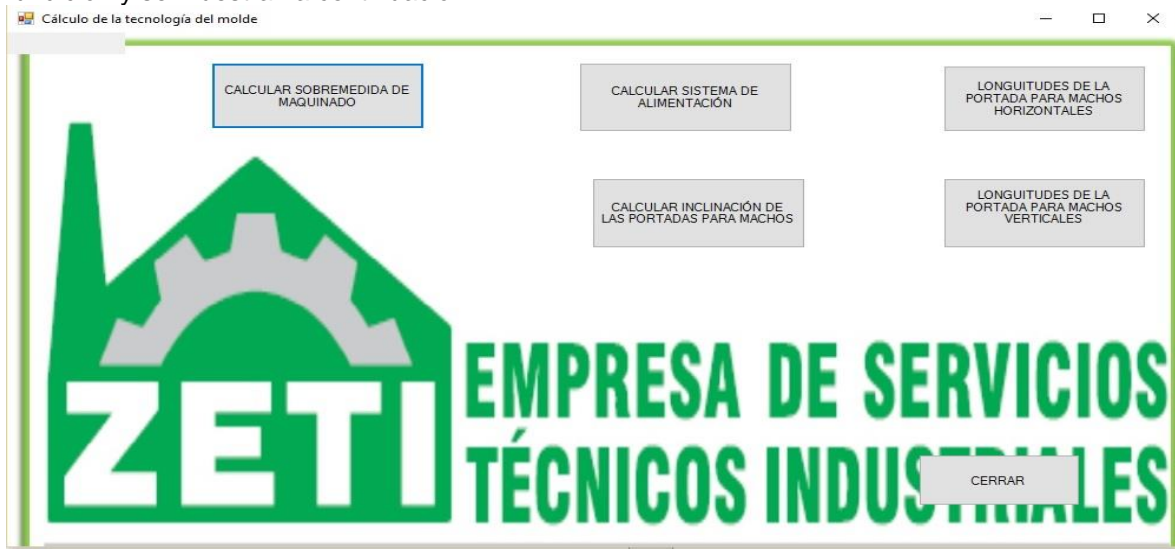 Cálculo de la tecnología del molde
CALCULAR SOBREMEDIDA DE
MAQUINADO
CALCULAR SISTEMA DE
ALIMENTACIÓN
LONGUITUDES DE LA
PORTADA PARA MACHOS
HORIZONTALES
CALCULAR INCLINACIÓN DE
LAS PORTADAS PARA MACHOS
LONGUITUDES DE LA
PORTADA PARA MACHOS
VERTICALES
ZETI
EMPRESA DE SERVICIOS
TÉCNICOS INDUSTRIALES
CERRAR